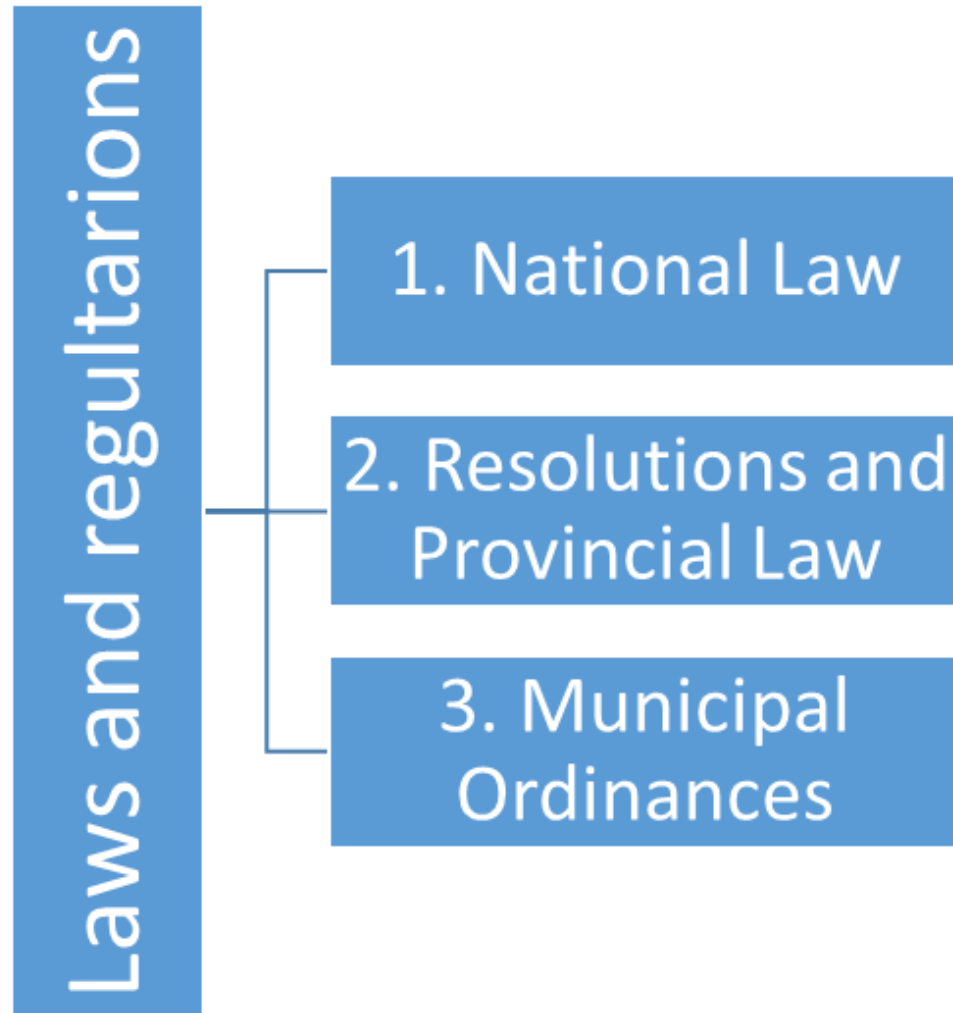 Laws and regultarions
1. National Law
2. Resolutions and
Provincial Law
3. Municipal
Ordinances